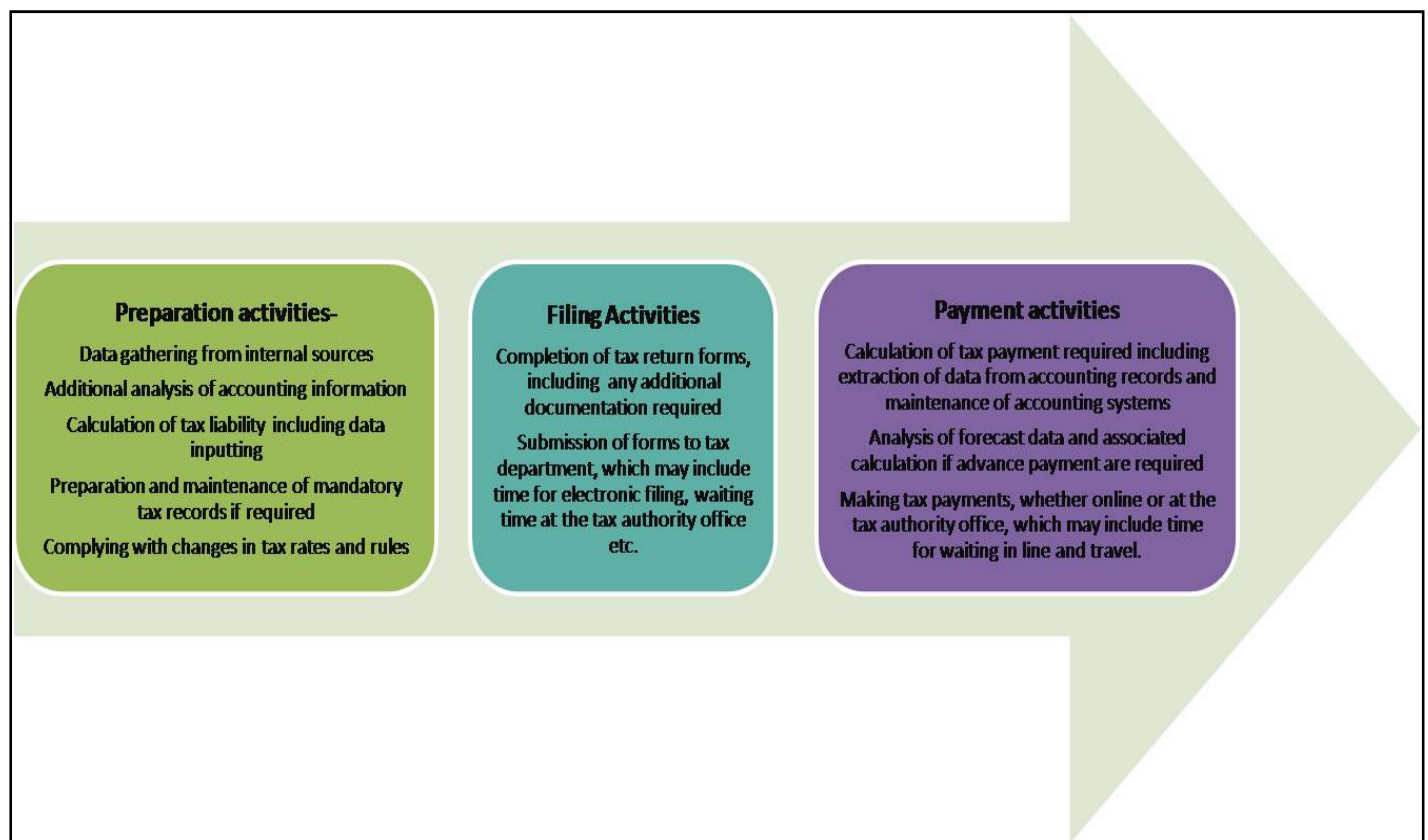 Preparation activities-
Data gathering from internal sources
Additional analysis of accounting information
Calculation of tax liability including data
inputting
Preparation and maintenance of mandatory
tax records if required
Complying with changes in tax rates and rules
Filing Activities
Completion of tax return forms,
including any additional
documentation required
Submission of forms to tax
department, which may include
time for electronic filing, waiting
time at the tax authority office
etc.
Payment activities
Calculation of tax payment required including
extraction of data from accounting records and
maintenance of accounting systems
Analysis of forecast data and associated
calculation if advance payment are required
Making tax payments, whether online or at the
tax authority office, which may include time
for waiting in line and travel.